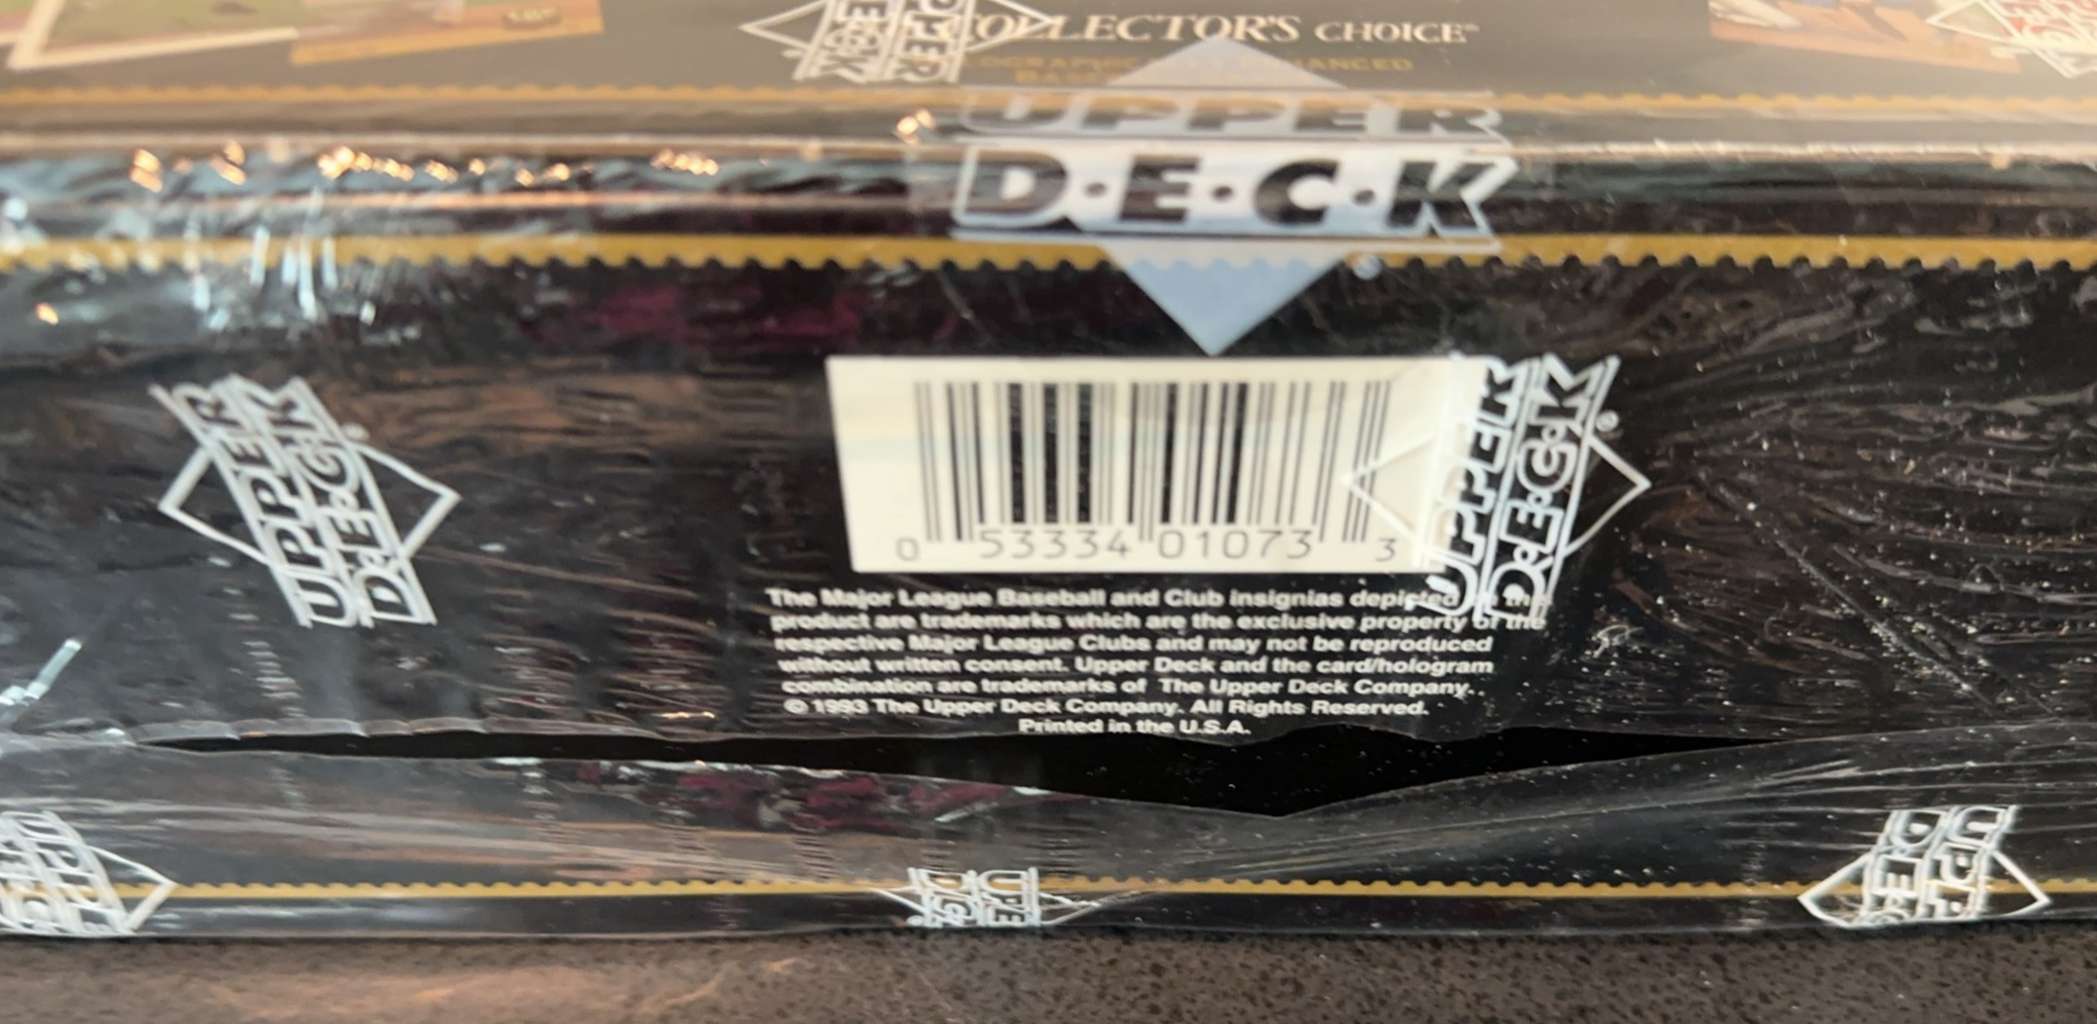 COLLECTOR'S CHOICE®
UPPER
DECK
UPPER
D•E•C•K
UPPER
D•E•C•K
UPPER
D•E•C•K
0 53334 01073 3
The Major League Baseball and Club insignias depicted
product are trademarks which are the exclusive property of the
respective Major League Clubs and may not be reproduced
without written consent. Upper Deck and the card/hologram
combination are trademarks of The Upper Deck Company.
© 1993 The Upper Deck Company. All Rights Reserved.
Printed in the U.S.A.